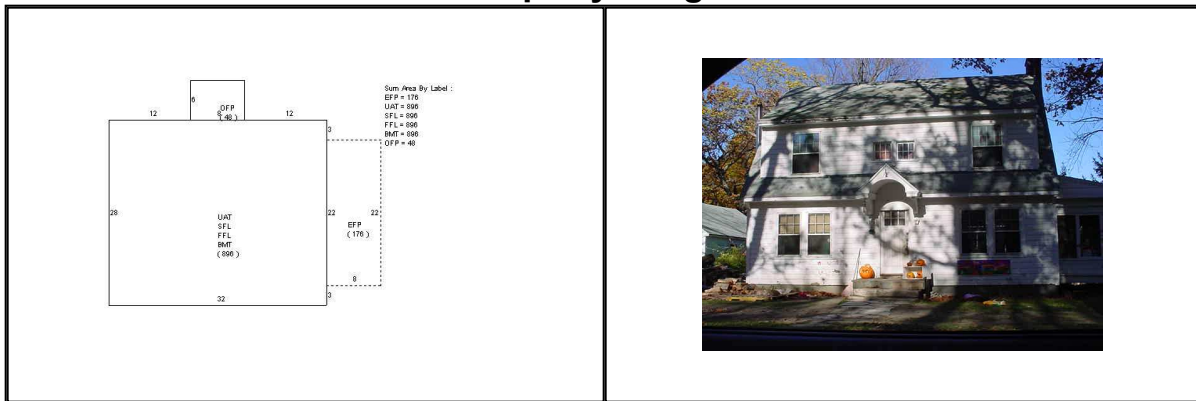 Sum Area By Label :
EFP = 176
UAT = 896
SFL = 896
FFL = 896
BMT = 896
OFP = 48
6
OFP
12
8
12
( 48 )
3
28
22
22
UAT
SFL
FFL
BMT
( 896 )
EFP
( 176 )
8
32
3